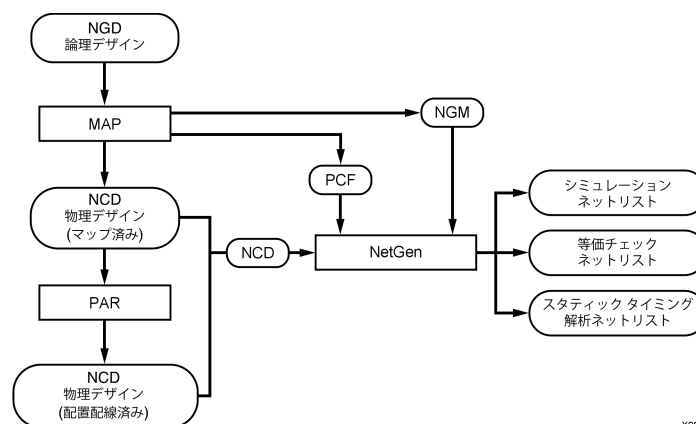 NGD
論理デザイン
MAP
NGM
PCF
NCD
物理デザイン
(マップ済み)
NCD
NetGen
シミュレーション
ネットリスト
等価チェック
ネットリスト
スタティック タイミング
解析ネットリスト
PAR
NCD
物理デザイン
(配置配線済み)